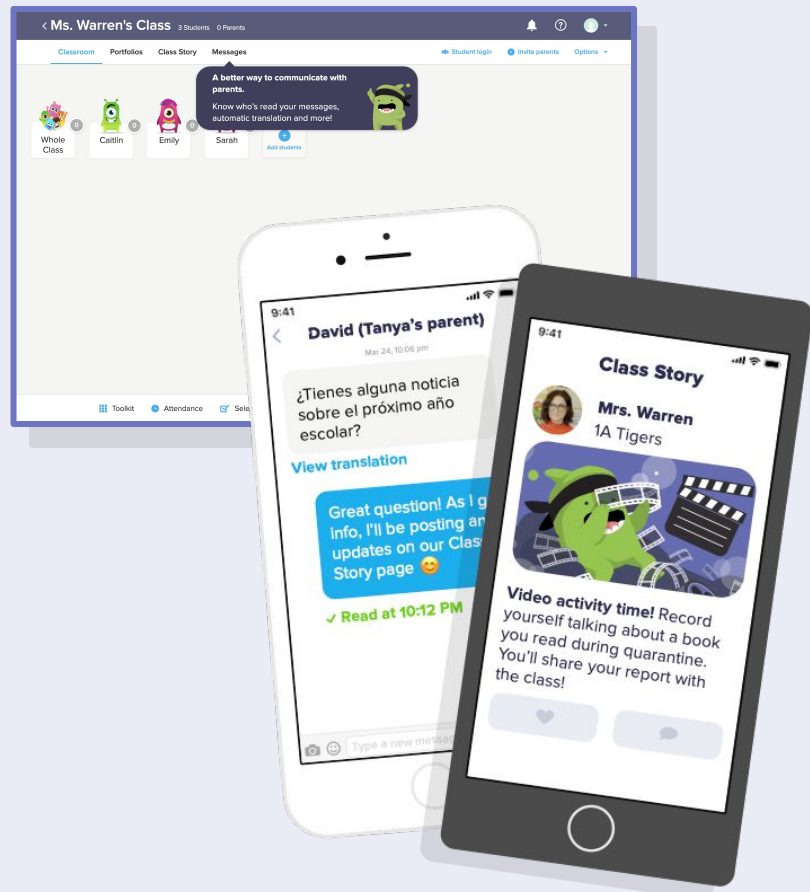 < Ms. Warren's Class 3 Students 0 Parents
Classroom Portfolios Class Story Messages Student login Invite parents Options
A better way to communicate with
parents.
Know who's read your messages,
automatic translation and more!
0 0 0
Whole
Class
Caitlin
Emily
Sarah
Add students
Toolkit Attendance
9:41
David (Tanya's parent)
Mar 24, 10:06 pm
¿Tienes alguna noticia
sobre el próximo año
escolar?
View translation
Great question! As I
info, I'll be posting
updates on our
Story page 😊
✓ Read at 10:12 PM
Type a new
9:41
Class Story
Mrs. Warren
1A Tigers
Video activity time! Record
yourself talking about a book
you read during quarantine.
You'll share your report with
the class!